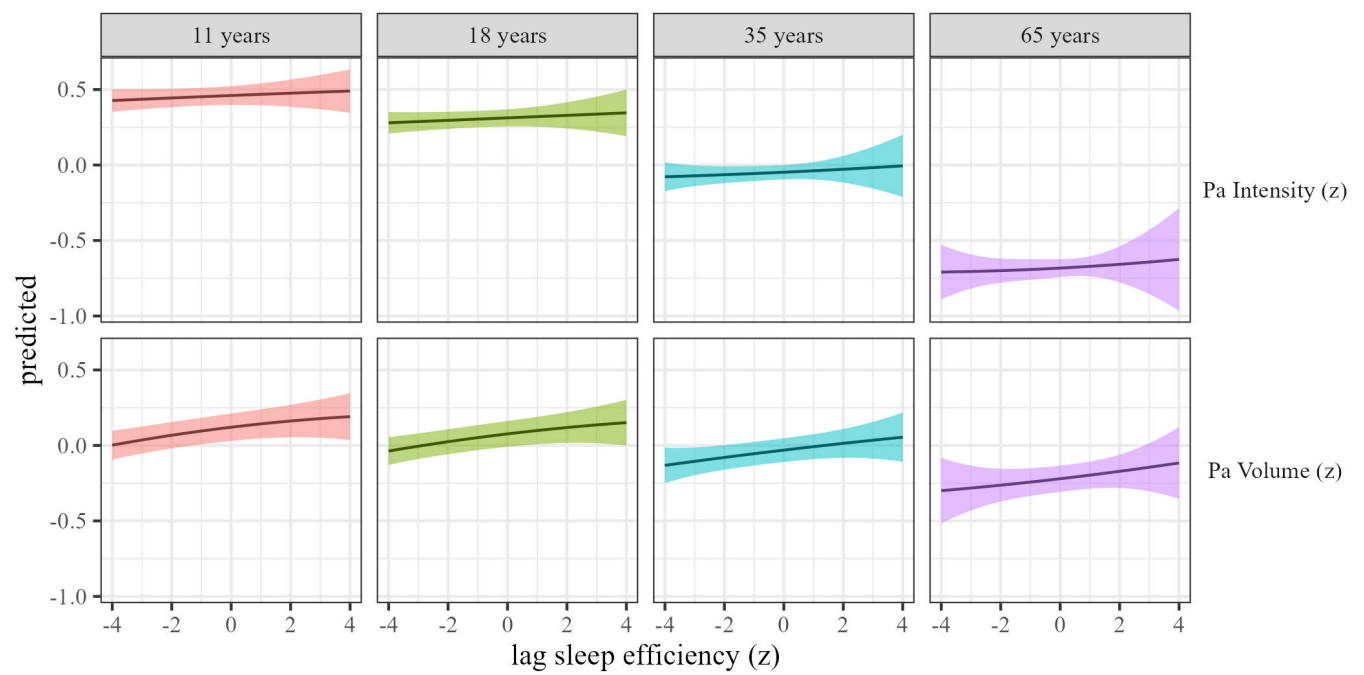 11 years 18 years 35 years 65 years
0.5
0.0
-0.5
-1.0
Pa Intensity (z)
predicted
0.5
0.0
-0.5
-1.0
Pa Volume (z)
-4 -2 0 2 4 -4 -2 0 2 4 -4 -2 0 2 4 -4 -2 0 2 4
lag sleep efficiency (z)